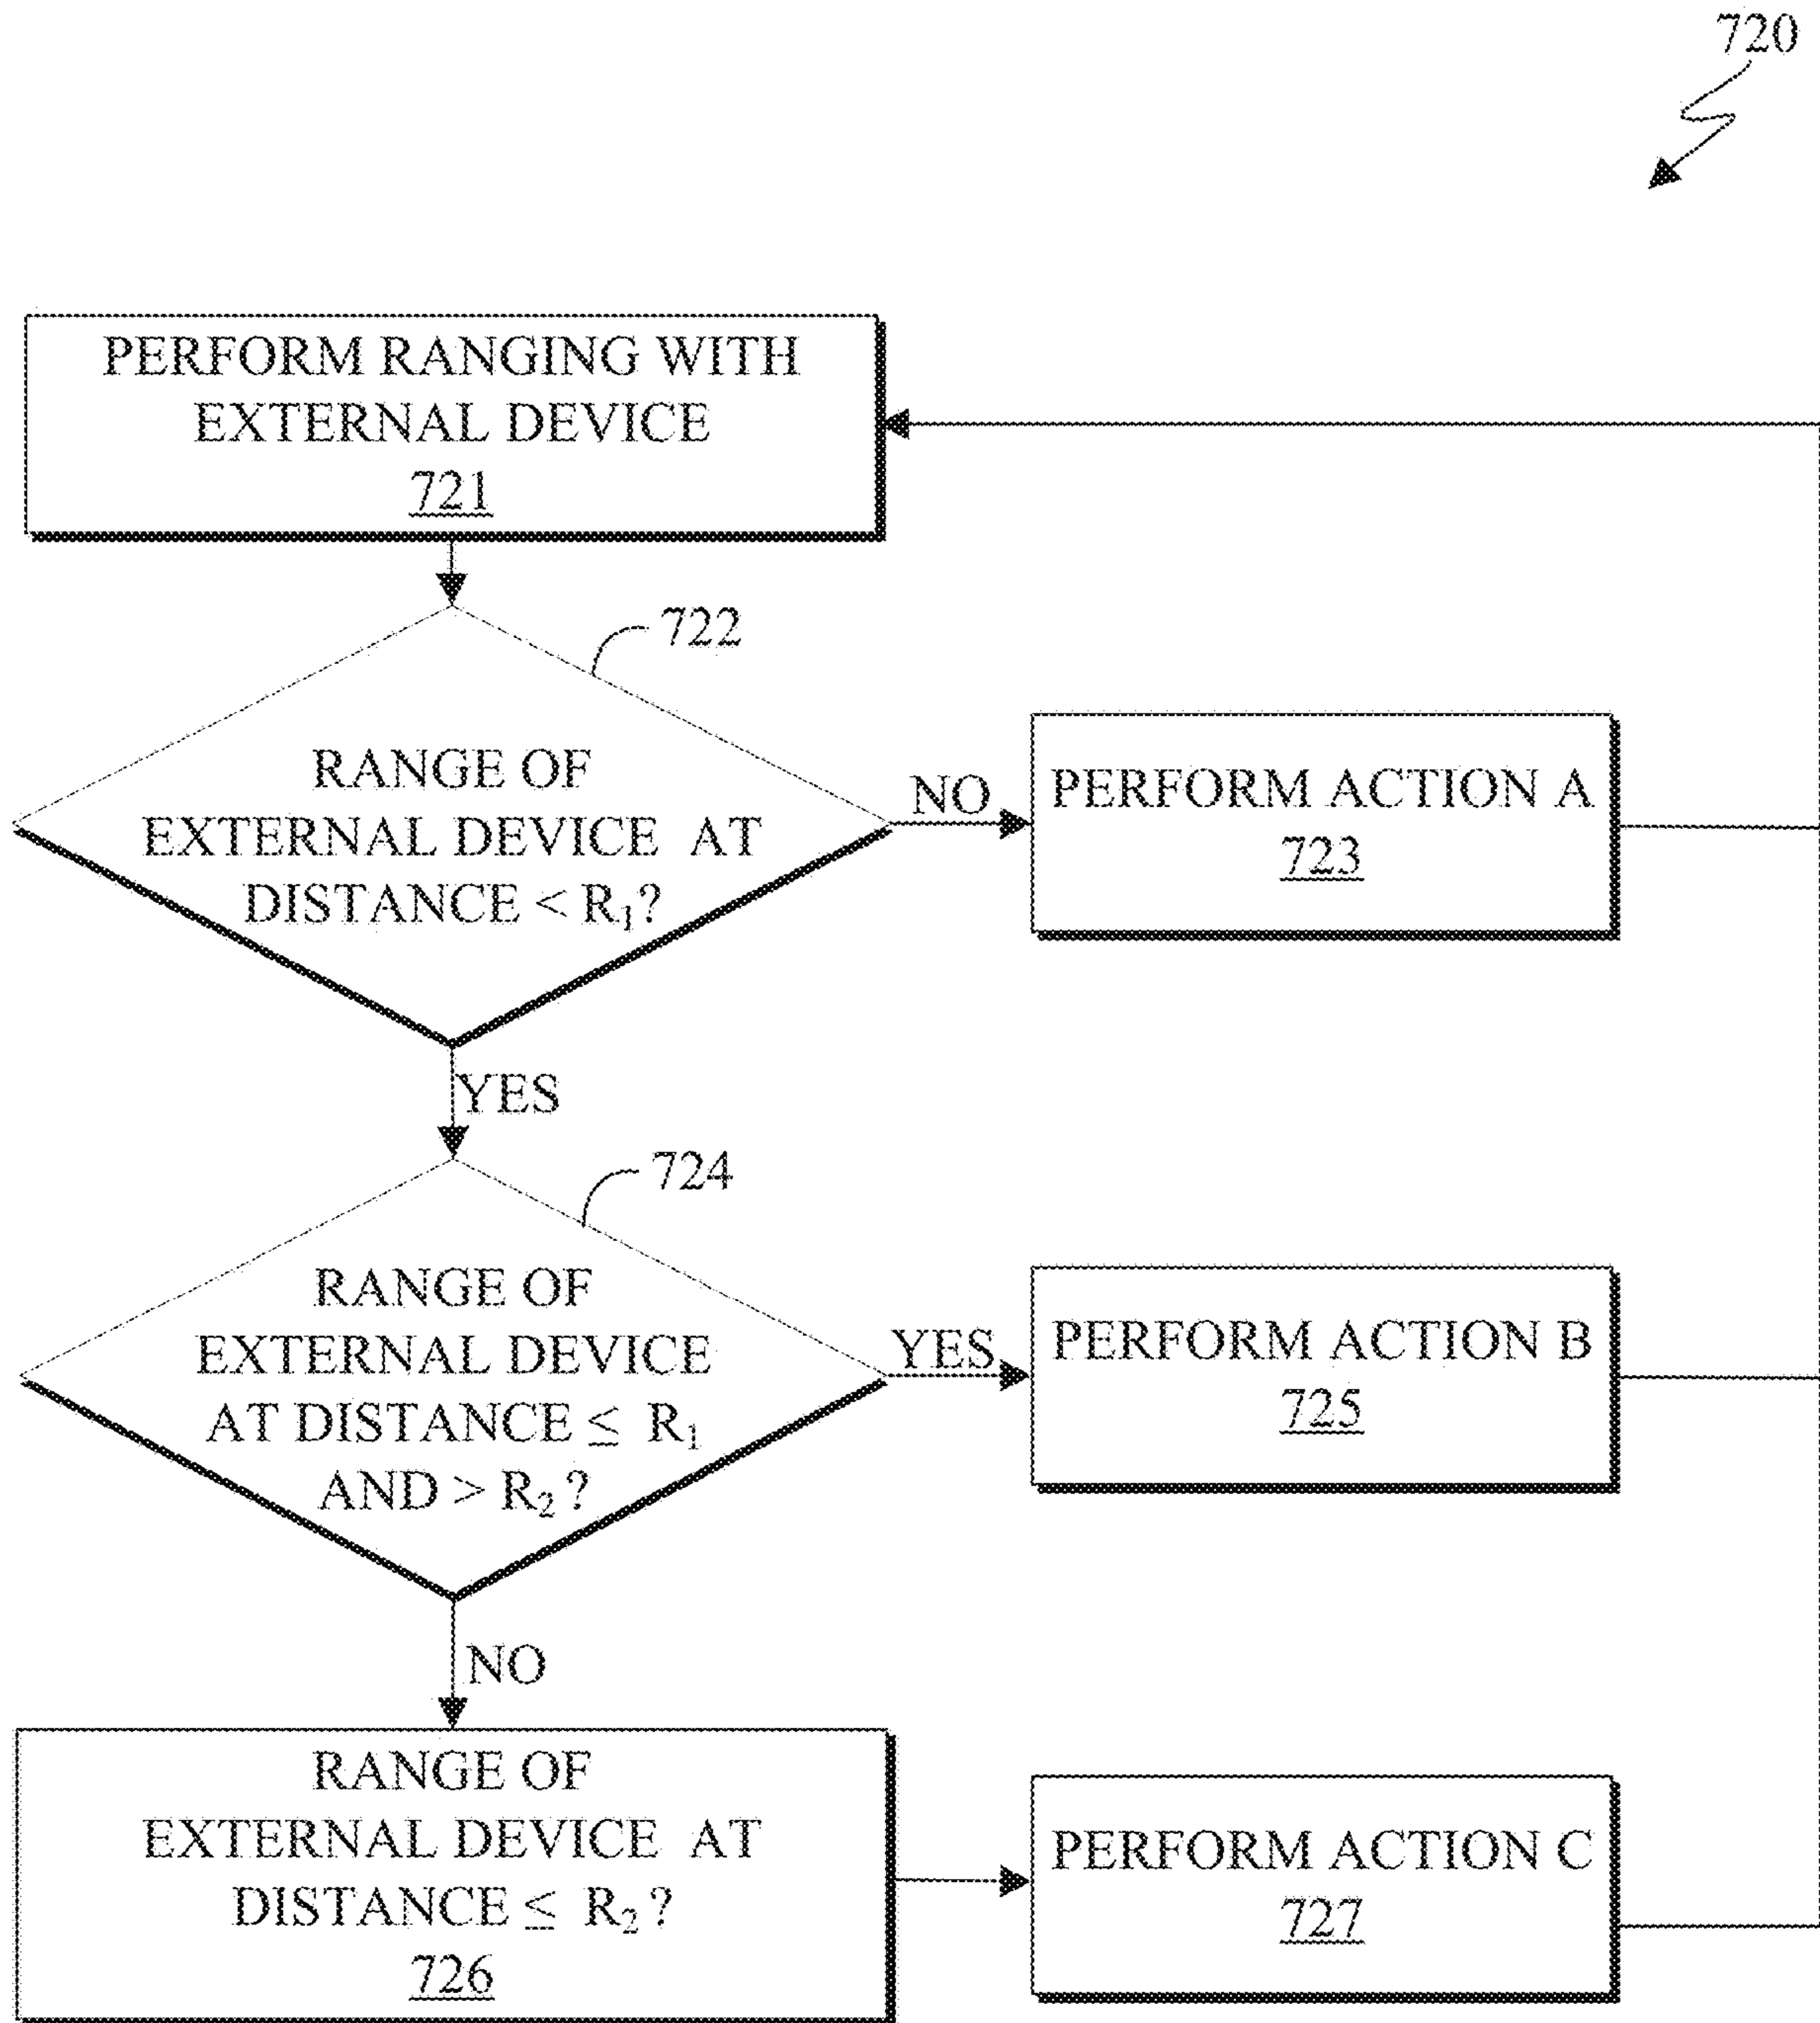 720
PERFORM RANGING WITH
EXTERNAL DEVICE
721
722
RANGE OF
EXTERNAL DEVICE AT
DISTANCE < R₁?
NO
PERFORM ACTION A
723
YES
724
RANGE OF
EXTERNAL DEVICE
AT DISTANCE ≤ R₁
AND > R₂ ?
YES
PERFORM ACTION B
725
NO
RANGE OF
EXTERNAL DEVICE AT
DISTANCE ≤ R₂ ?
726
PERFORM ACTION C
727